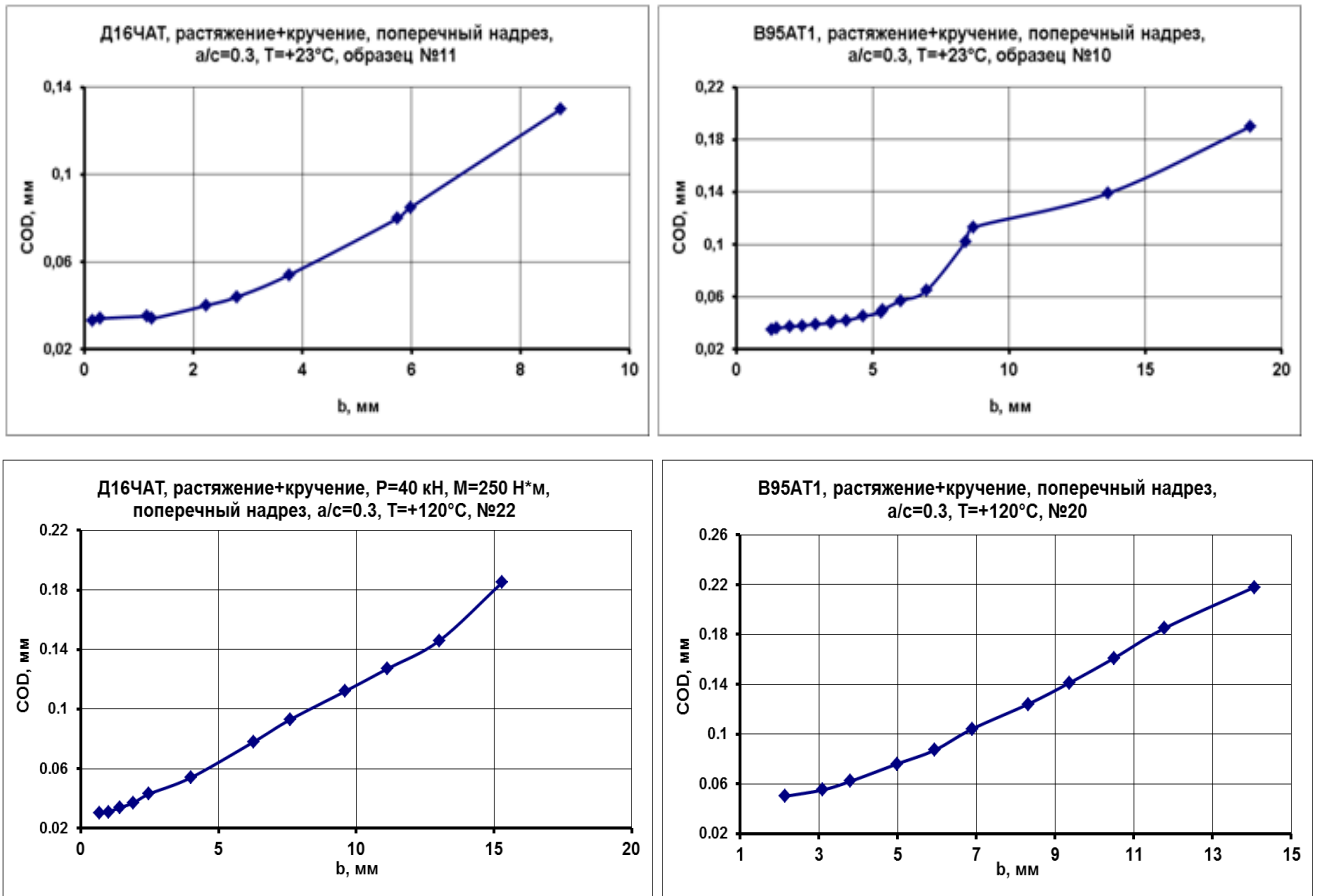 Д16ЧАТ, растяжение+кручение, поперечный надрез,
a/c=0.3, T=+23°C, образец №11
0,14
0,1
0,06
0,02
COD, мм
0 2 4 6 8 10
b, мм
В95АТ1, растяжение+кручение, поперечный надрез,
a/c=0.3, T=+23°C, образец №10
0,22
0,18
0,14
0,1
0,06
0,02
COD, мм
0 5 10 15 20
b, мм
Д16ЧАТ, растяжение+кручение, P=40 кН, M=250 Н*м,
поперечный надрез, a/c=0.3, T=+120°C, №22
0.22
0.18
0.14
0.1
0.06
0.02
COD, мм
0 5 10 15 20
b, мм
В95АТ1, растяжение+кручение, поперечный надрез,
a/c=0.3, T=+120°C, №20
0.26
0.22
0.18
0.14
0.1
0.06
0.02
COD, мм
1 3 5 7 9 11 13 15
b, мм